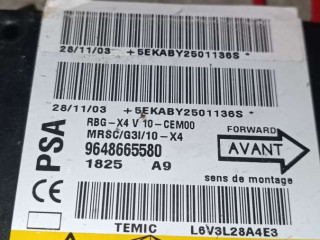 28/11/03 +5EKABY2501136S*
28/11/03 +5EKABY2501136S*
PSA
RBG-X4 V 10-CEM00
MRSC/G3I/10-X4
9648665580
1825 A9
FORWARD
AVANT
sens de montage
CE
TEMIC L6V3L28A4E3